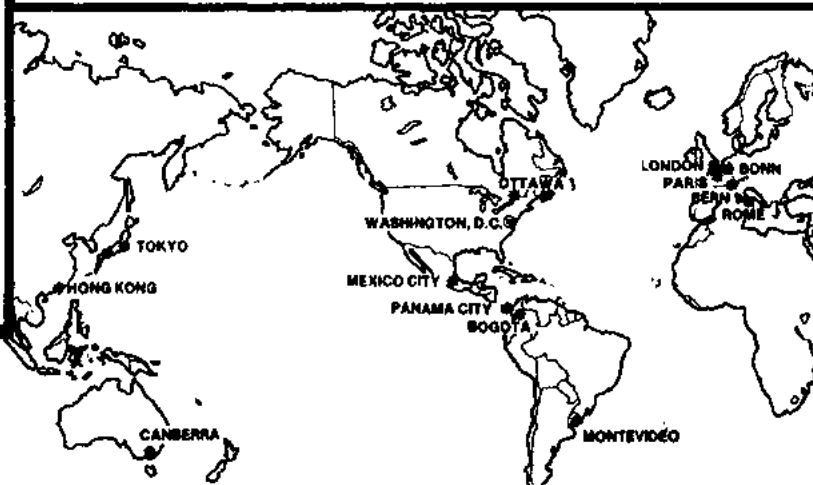 OTTAWA
LONDON
BONN
PARIS
BERN
ROME
WASHINGTON, D.C.
TOKYO
MEXICO CITY
HONG KONG
PANAMA CITY
BOGOTA
CANBERRA
MONTEVIDEO